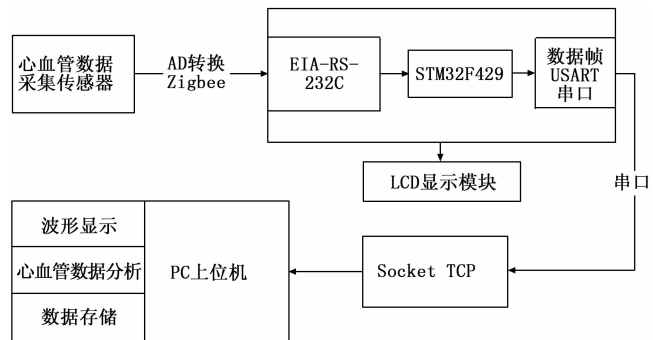 心血管数据
采集传感器
AD转换
Zigbee
EIA-RS-
232C
STM32F429
数据帧
USART
串口
LCD显示模块
串口
波形显示
心血管数据分析
数据存储
PC上位机
Socket TCP